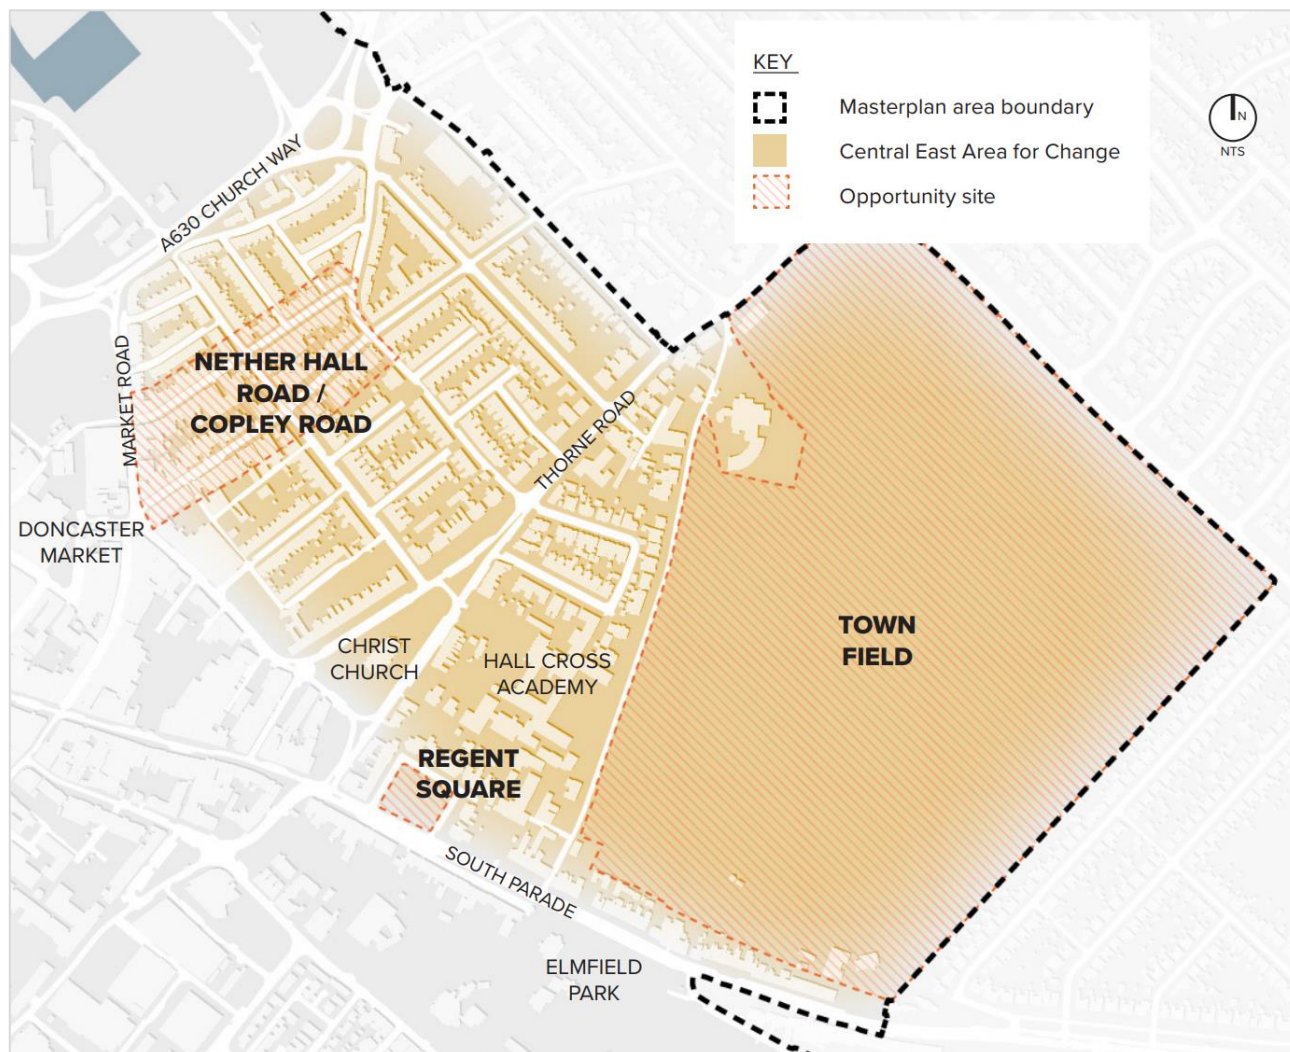 KEY
Masterplan area boundary
Central East Area for Change
Opportunity site
N
NTS
A630 CHURCH WAY
MARKET ROAD
NETHER HALL
ROAD /
COPLEY ROAD
THORNE ROAD
DONCASTER
MARKET
CHRIST
CHURCH
HALL CROSS
ACADEMY
TOWN
FIELD
REGENT
SQUARE
SOUTH PARADE
ELMFIELD
PARK